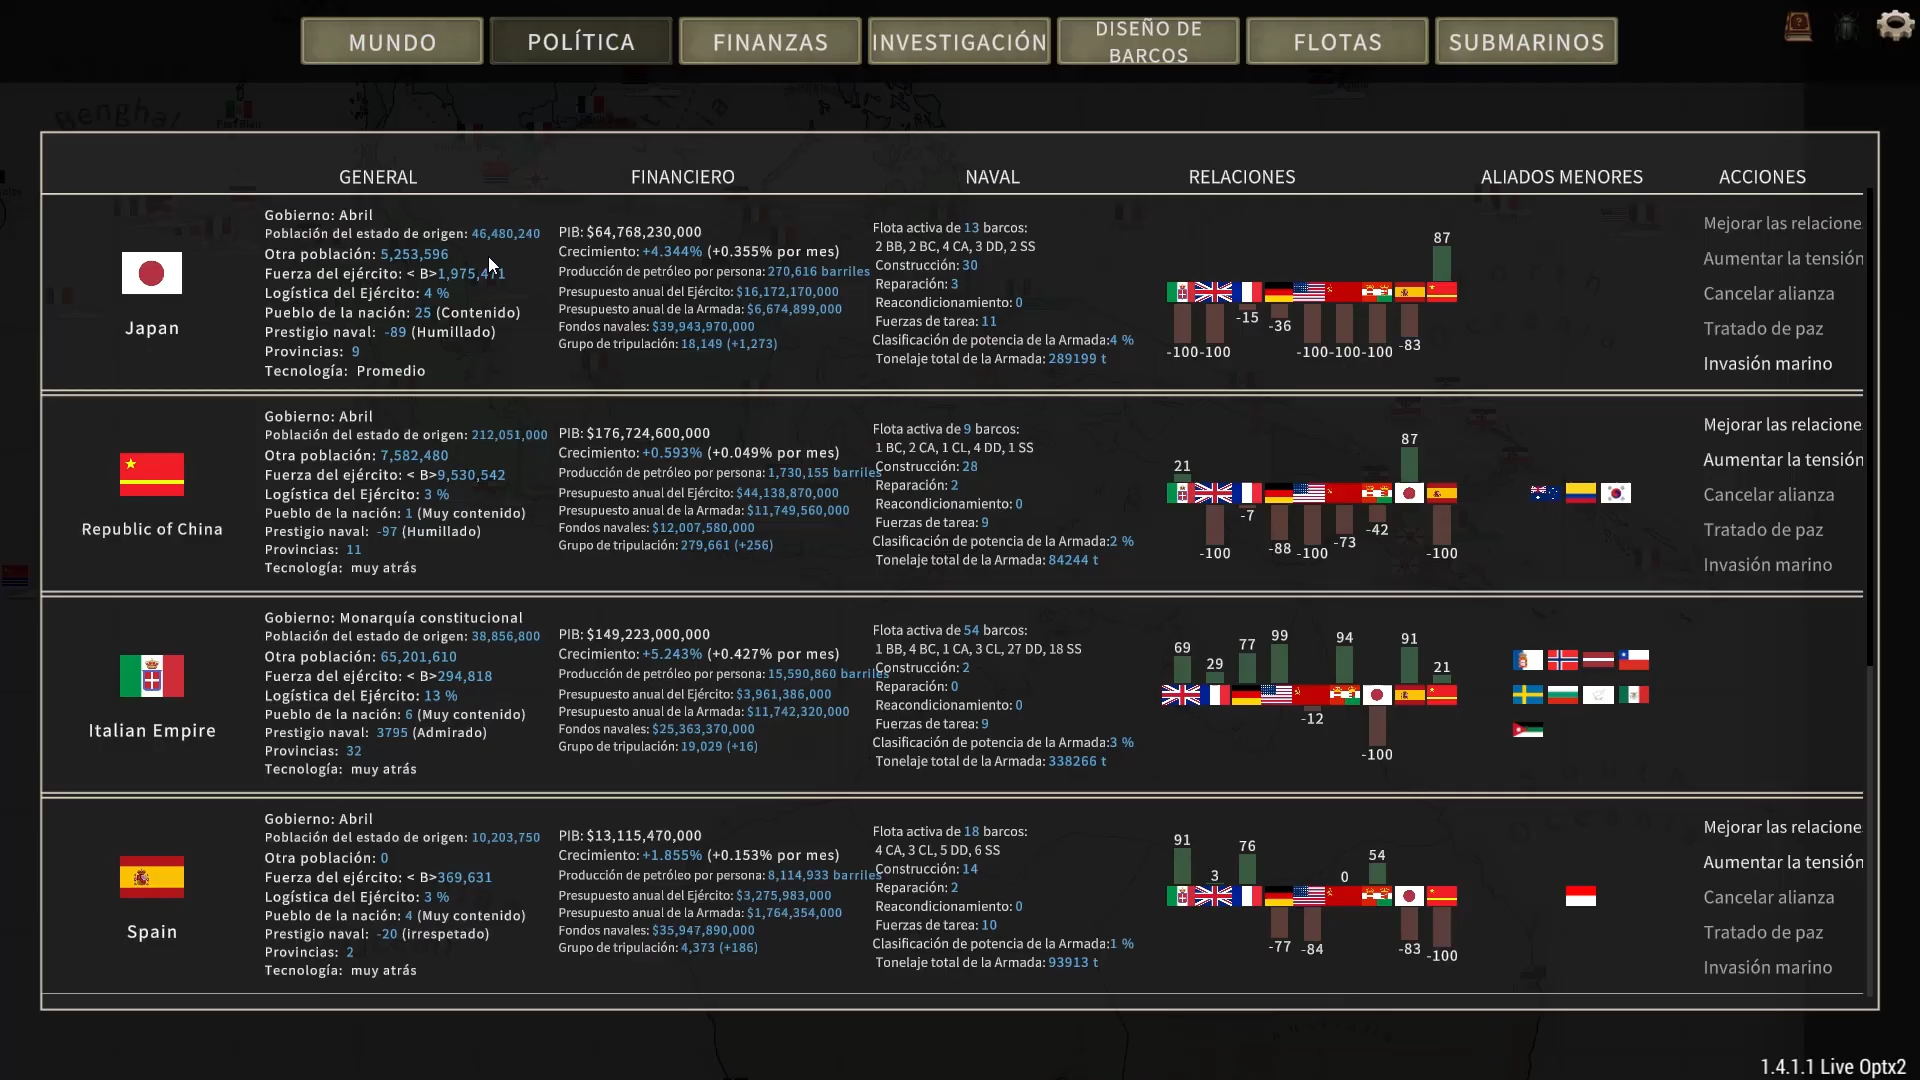 MUNDO
POLÍTICA
FINANZAS
INVESTIGACIÓN
DISEÑO DE
BARCOS
FLOTAS
SUBMARINOS
Benghal
GENERAL
FINANCIERO
NAVAL
RELACIONES
ALIADOS MENORES
ACCIONES
Japan
Gobierno: Abril
Población del estado de origen: 46,480,240
Otra población: 5,253,596
Fuerza del ejército: < B>1,975,471
Logística del Ejército: 4 %
Pueblo de la nación: 25 (Contenido)
Prestigio naval: -89 (Humillado)
Provincias: 9
Tecnología: Promedio
PIB: $64,768,230,000
Crecimiento: +4.344% (+0.355% por mes)
Producción de petróleo por persona: 270,616 barriles
Presupuesto anual del Ejército: $16,172,170,000
Presupuesto anual de la Armada: $6,674,899,000
Fondos navales: $39,943,970,000
Grupo de tripulación: 18,149 (+1,273)
Flota activa de 13 barcos:
2 BB, 2 BC, 4 CA, 3 DD, 2 SS
Construcción: 30
Reparación: 3
Reacondicionamiento: 0
Fuerzas de tarea: 11
Clasificación de potencia de la Armada:4 %
Tonelaje total de la Armada: 289199 t
87
-15
-36
-100-100
-100-100-100
-83
Mejorar las relacione
Aumentar la tensión
Cancelar alianza
Tratado de paz
Invasión marino
Republic of China
Gobierno: Abril
Población del estado de origen: 212,051,000
Otra población: 7,582,480
Fuerza del ejército: < B>9,530,542
Logística del Ejército: 3 %
Pueblo de la nación: 1 (Muy contenido)
Prestigio naval: -97 (Humillado)
Provincias: 11
Tecnología: muy atrás
PIB: $176,724,600,000
Crecimiento: +0.593% (+0.049% por mes)
Producción de petróleo por persona: 1,730,155 barriles
Presupuesto anual del Ejército: $44,138,870,000
Presupuesto anual de la Armada: $11,749,560,000
Fondos navales: $12,007,580,000
Grupo de tripulación: 279,661 (+256)
Flota activa de 9 barcos:
1 BC, 2 CA, 1 CL, 4 DD, 1 SS
Construcción: 28
Reparación: 2
Reacondicionamiento: 0
Fuerzas de tarea: 9
Clasificación de potencia de la Armada:2 %
Tonelaje total de la Armada: 84244 t
21
87
-100
-7
-88
-100
-73
-42
-100
Mejorar las relacione
Aumentar la tensión
Cancelar alianza
Tratado de paz
Invasión marino
Italian Empire
Gobierno: Monarquía constitucional
Población del estado de origen: 38,856,800
Otra población: 65,201,610
Fuerza del ejército: < B>294,818
Logística del Ejército: 13 %
Pueblo de la nación: 6 (Muy contenido)
Prestigio naval: 3795 (Admirado)
Provincias: 32
Tecnología: muy atrás
PIB: $149,223,000,000
Crecimiento: +5.243% (+0.427% por mes)
Producción de petróleo por persona: 15,590,860 barriles
Presupuesto anual del Ejército: $3,961,386,000
Presupuesto anual de la Armada: $11,742,320,000
Fondos navales: $25,363,370,000
Grupo de tripulación: 19,029 (+16)
Flota activa de 54 barcos:
1 BB, 4 BC, 1 CA, 3 CL, 27 DD, 18 SS
Construcción: 2
Reparación: 0
Reacondicionamiento: 0
Fuerzas de tarea: 9
Clasificación de potencia de la Armada:3 %
Tonelaje total de la Armada: 338266 t
69
29
77
99
94
91
21
-12
-100
Spain
Gobierno: Abril
Población del estado de origen: 10,203,750
Otra población: 0
Fuerza del ejército: < B>369,631
Logística del Ejército: 3 %
Pueblo de la nación: 4 (Muy contenido)
Prestigio naval: -20 (irrespetado)
Provincias: 2
Tecnología: muy atrás
PIB: $13,115,470,000
Crecimiento: +1.855% (+0.153% por mes)
Producción de petróleo por persona: 8,114,933 barriles
Presupuesto anual del Ejército: $3,275,983,000
Presupuesto anual de la Armada: $1,764,354,000
Fondos navales: $35,947,890,000
Grupo de tripulación: 4,373 (+186)
Flota activa de 18 barcos:
4 CA, 3 CL, 5 DD, 6 SS
Construcción: 14
Reparación: 2
Reacondicionamiento: 0
Fuerzas de tarea: 10
Clasificación de potencia de la Armada:1 %
Tonelaje total de la Armada: 93913 t
91
3
76
0
54
-77
-84
-83
-100
Mejorar las relacione
Aumentar la tensión
Cancelar alianza
Tratado de paz
Invasión marino
1.4.1.1 Live Optx2